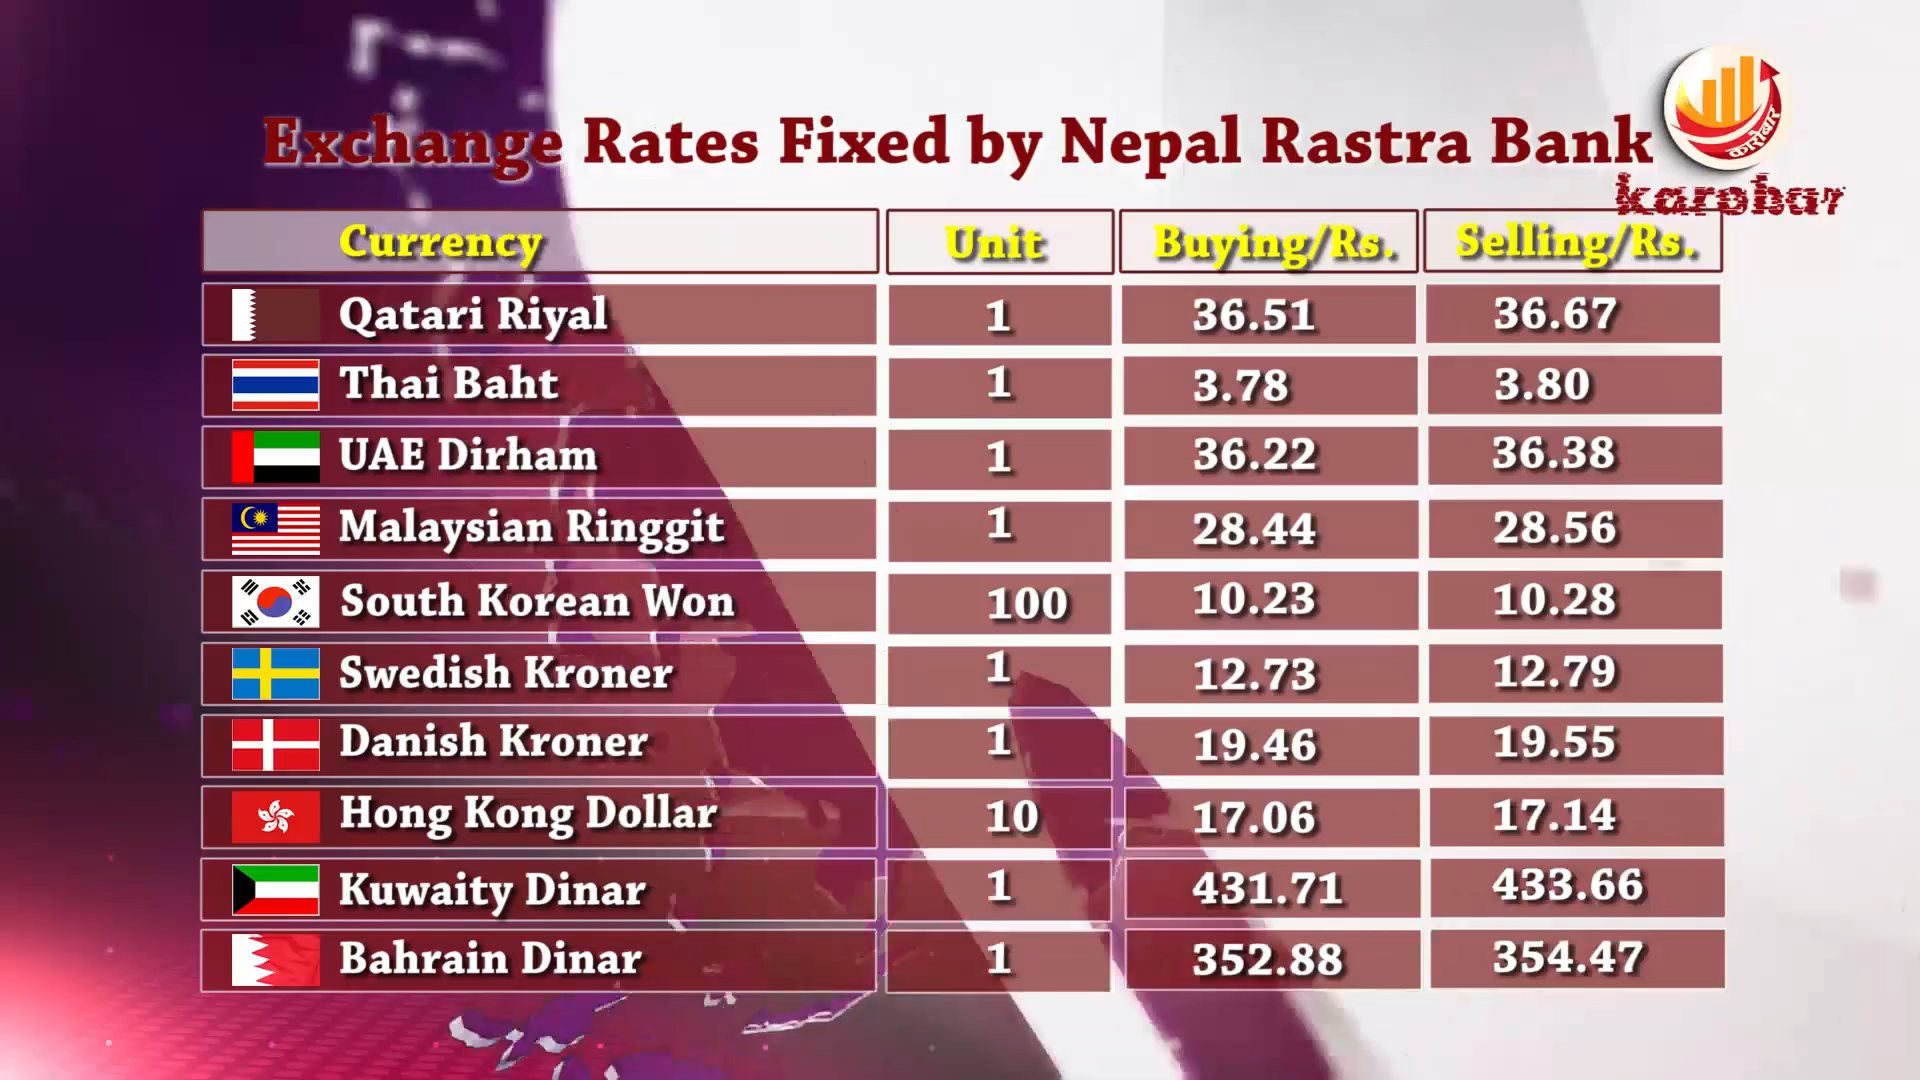 Exchange Rates Fixed by Nepal Rastra Bank
कारोबार
karobar
Currency Unit Buying/Rs. Selling/Rs.
Qatari Riyal 1 36.51 36.67
Thai Baht 1 3.78 3.80
UAE Dirham 1 36.22 36.38
Malaysian Ringgit 1 28.44 28.56
South Korean Won 100 10.23 10.28
Swedish Kroner 1 12.73 12.79
Danish Kroner 1 19.46 19.55
Hong Kong Dollar 10 17.06 17.14
Kuwaity Dinar 1 431.71 433.66
Bahrain Dinar 1 352.88 354.47